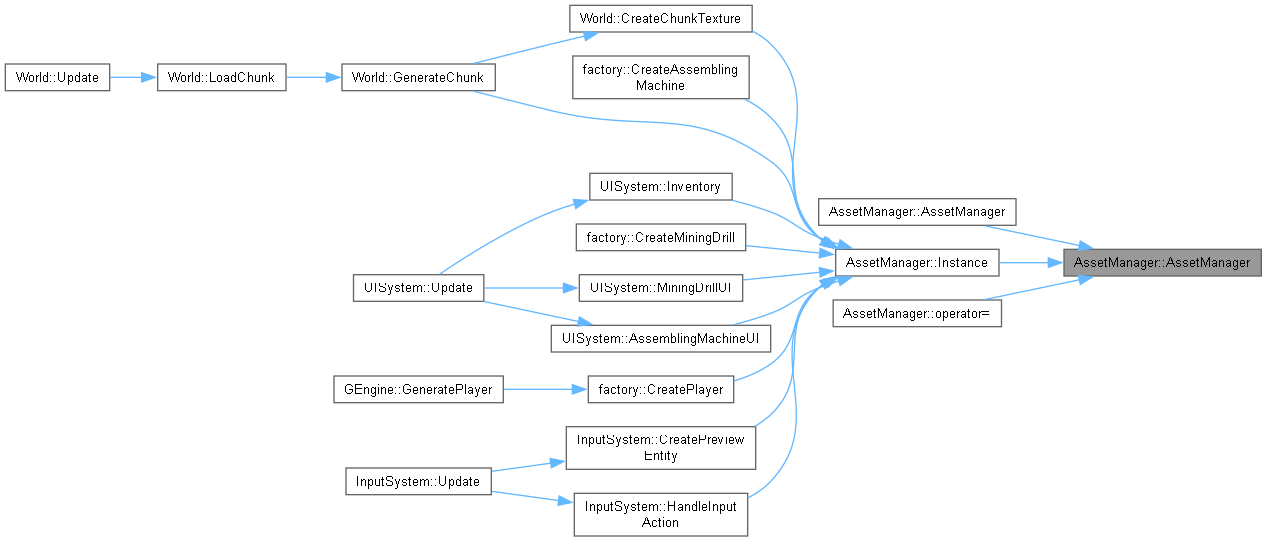 World::CreateChunkTexture
factory::CreateAssembling
Machine
World::Update
World::LoadChunk
World::GenerateChunk
UISystem::Inventory
factory::CreateMiningDrill
UISystem::Update
UISystem::MiningDrillUI
UISystem::AssemblingMachineUI
GEngine::GeneratePlayer
factory::CreatePlayer
InputSystem::CreatePreview
Entity
InputSystem::Update
InputSystem::HandleInput
Action
AssetManager::AssetManager
AssetManager::Instance
AssetManager::operator=
AssetManager::AssetManager